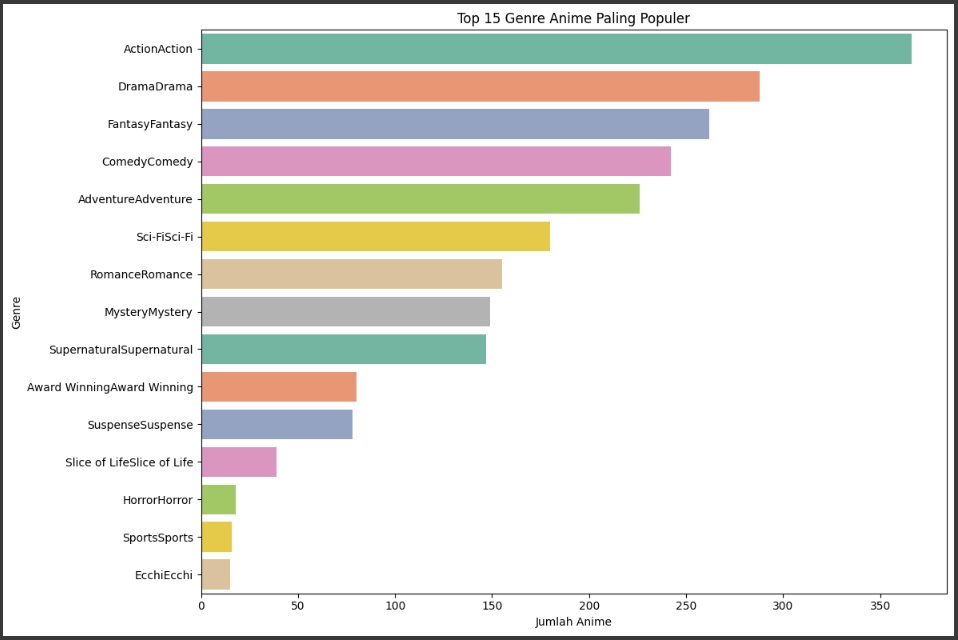 Top 15 Genre Anime Paling Populer
ActionAction
DramaDrama
FantasyFantasy
ComedyComedy
AdventureAdventure
Sci-FiSci-Fi
RomanceRomance
MysteryMystery
SupernaturalSupernatural
Award WinningAward Winning
SuspenseSuspense
Slice of LifeSlice of Life
HorrorHorror
SportsSports
EcchiEcchi
Genre
0 50 100 150 200 250 300 350
Jumlah Anime